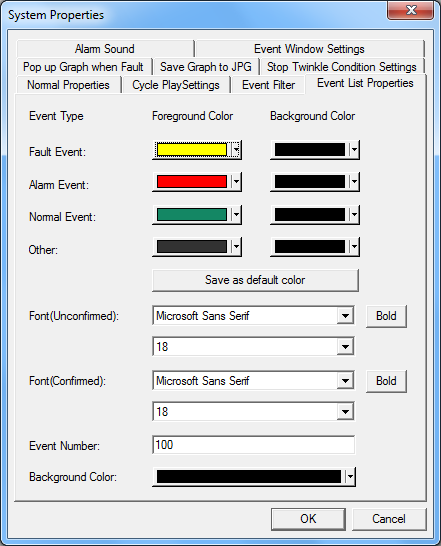 System Properties
Alarm Sound Event Window Settings
Pop up Graph when Fault Save Graph to JPG Stop Twinkle Condition Settings
Normal Properties Cycle PlaySettings Event Filter Event List Properties
Event Type Foreground Color Background Color
Fault Event:
Alarm Event:
Normal Event:
Other:
Save as default color
Font(Unconfirmed): Microsoft Sans Serif Bold
18
Font(Confirmed): Microsoft Sans Serif Bold
18
Event Number: 100
Background Color:
OK Cancel